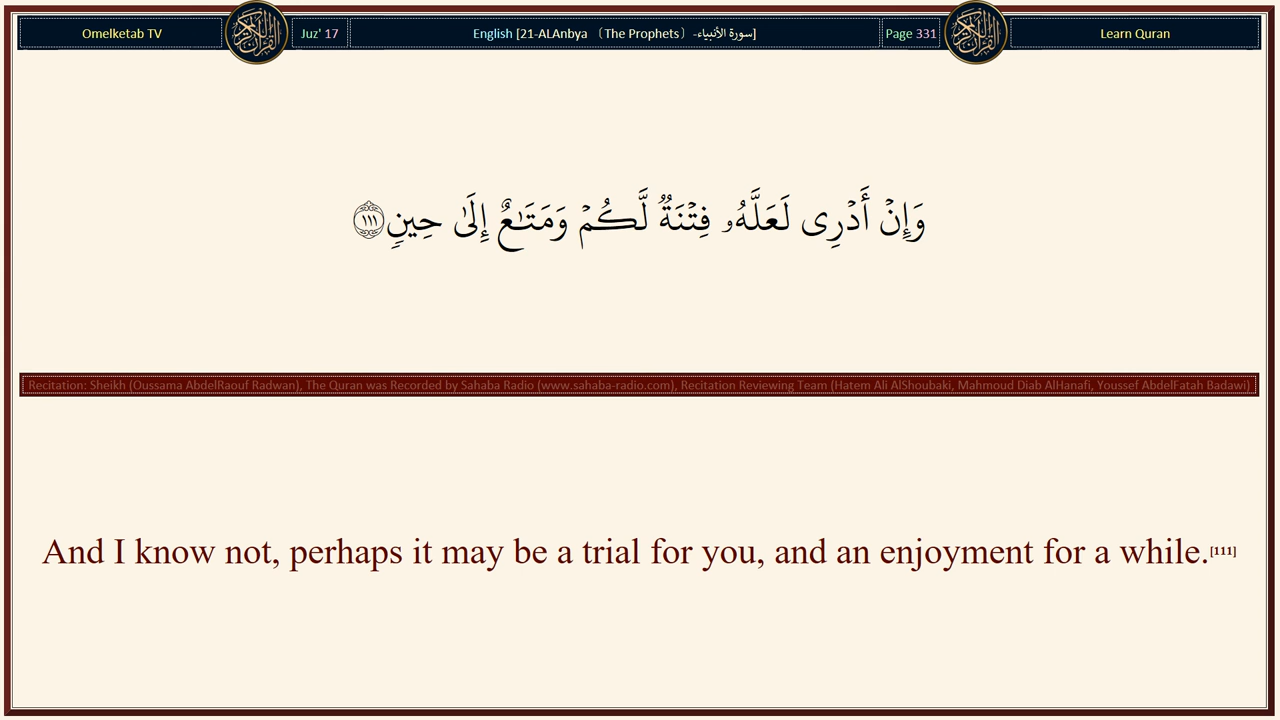 Omelketab TV
Juz' 17
English [21-ALAnbya 〔The Prophets〕 -سورة الأنبياء]
Page 331
Learn Quran
وَإِنۡ أَدۡرِي لَعَلَّهُۥ فِتۡنَةٞ لَّكُمۡ وَمَتَٰعٌ إِلَىٰ حِينٖ ١١١
Recitation: Sheikh (Oussama AbdelRaouf Radwan), The Quran was Recorded by Sahaba Radio (www.sahaba-radio.com), Recitation Reviewing Team (Hatem Ali AlShoubaki, Mahmoud Diab AlHanafi, Youssef AbdelFatah Badawi)
And I know not, perhaps it may be a trial for you, and an enjoyment for a while.[111]